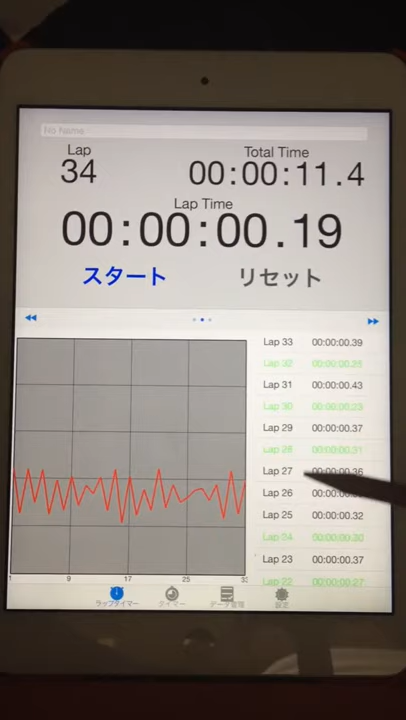 No Name
Lap
Total Time
34
00:00:11.4
Lap Time
00:00:00.19
スタート
リセット
Lap 33 00:00:00.39
Lap 32 00:00:00.25
Lap 31 00:00:00.43
Lap 30 00:00:00.23
Lap 29 00:00:00.37
Lap 28 00:00:00.31
Lap 27 00:00:00.36
Lap 26
Lap 25 00:00:00.32
Lap 24 00:00:00.30
Lap 23 00:00:00.37
Lap 22 00:00:00.27
1 9 17 25
ラップタイマー タイマー データ管理 設定